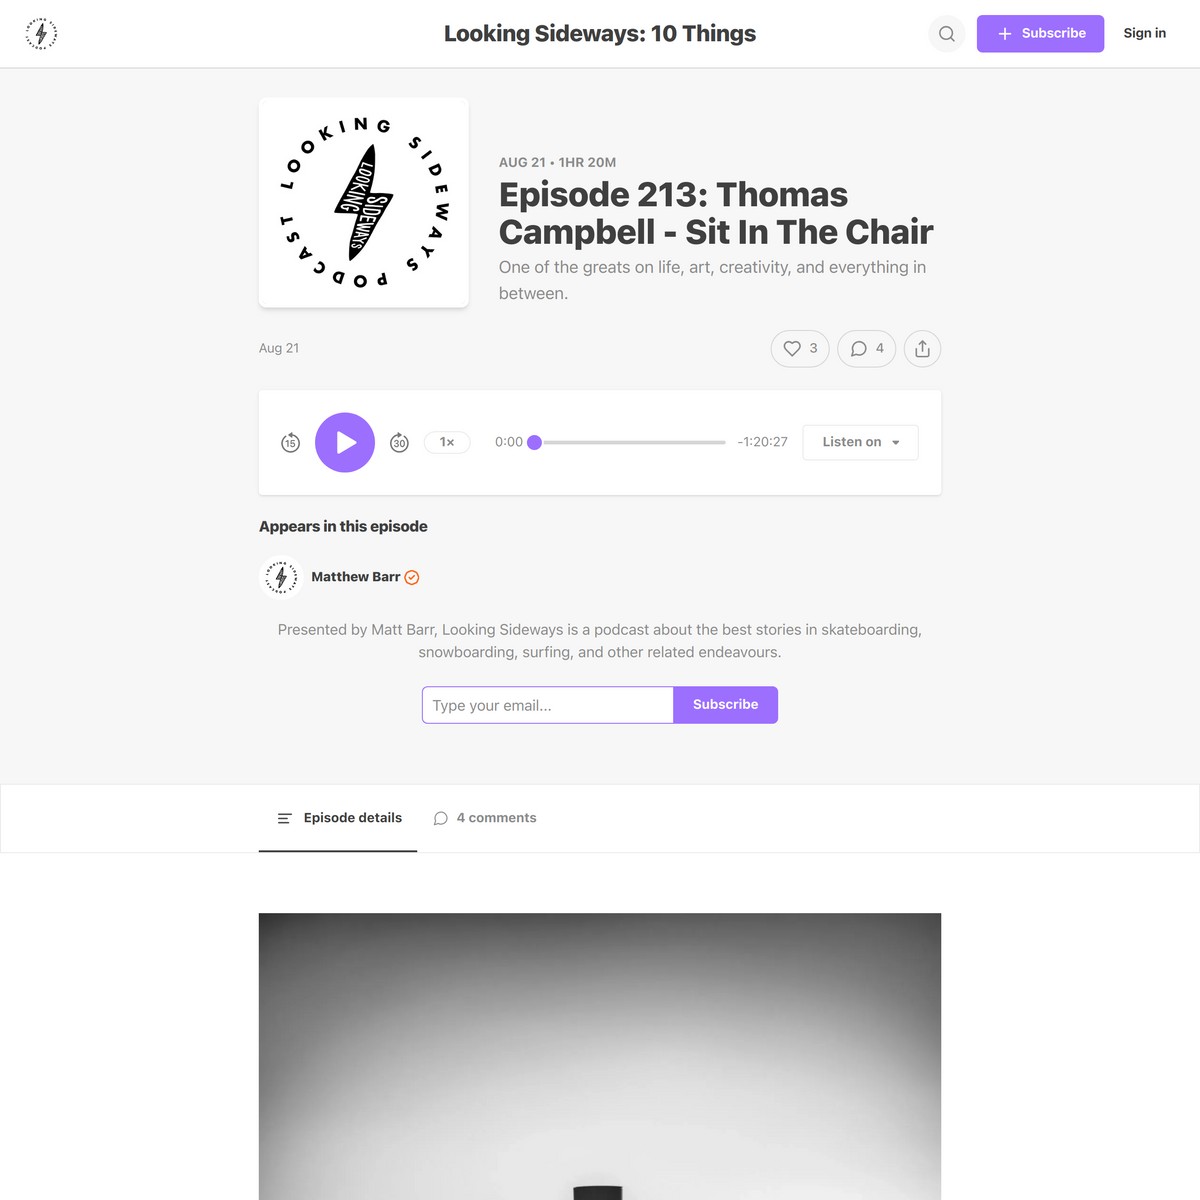 Looking Sideways: 10 Things
Subscribe
Sign in
LOOKING SIDEWAYS PODCAST
LOOKING
SIDEWAYS
AUG 21 • 1HR 20M
Episode 213: Thomas
Campbell - Sit In The Chair
One of the greats on life, art, creativity, and everything in
between.
Aug 21
3
4
15
30
1×
0:00
-1:20:27
Listen on
Appears in this episode
Matthew Barr
Presented by Matt Barr, Looking Sideways is a podcast about the best stories in skateboarding,
snowboarding, surfing, and other related endeavours.
Type your email...
Subscribe
Episode details
4 comments